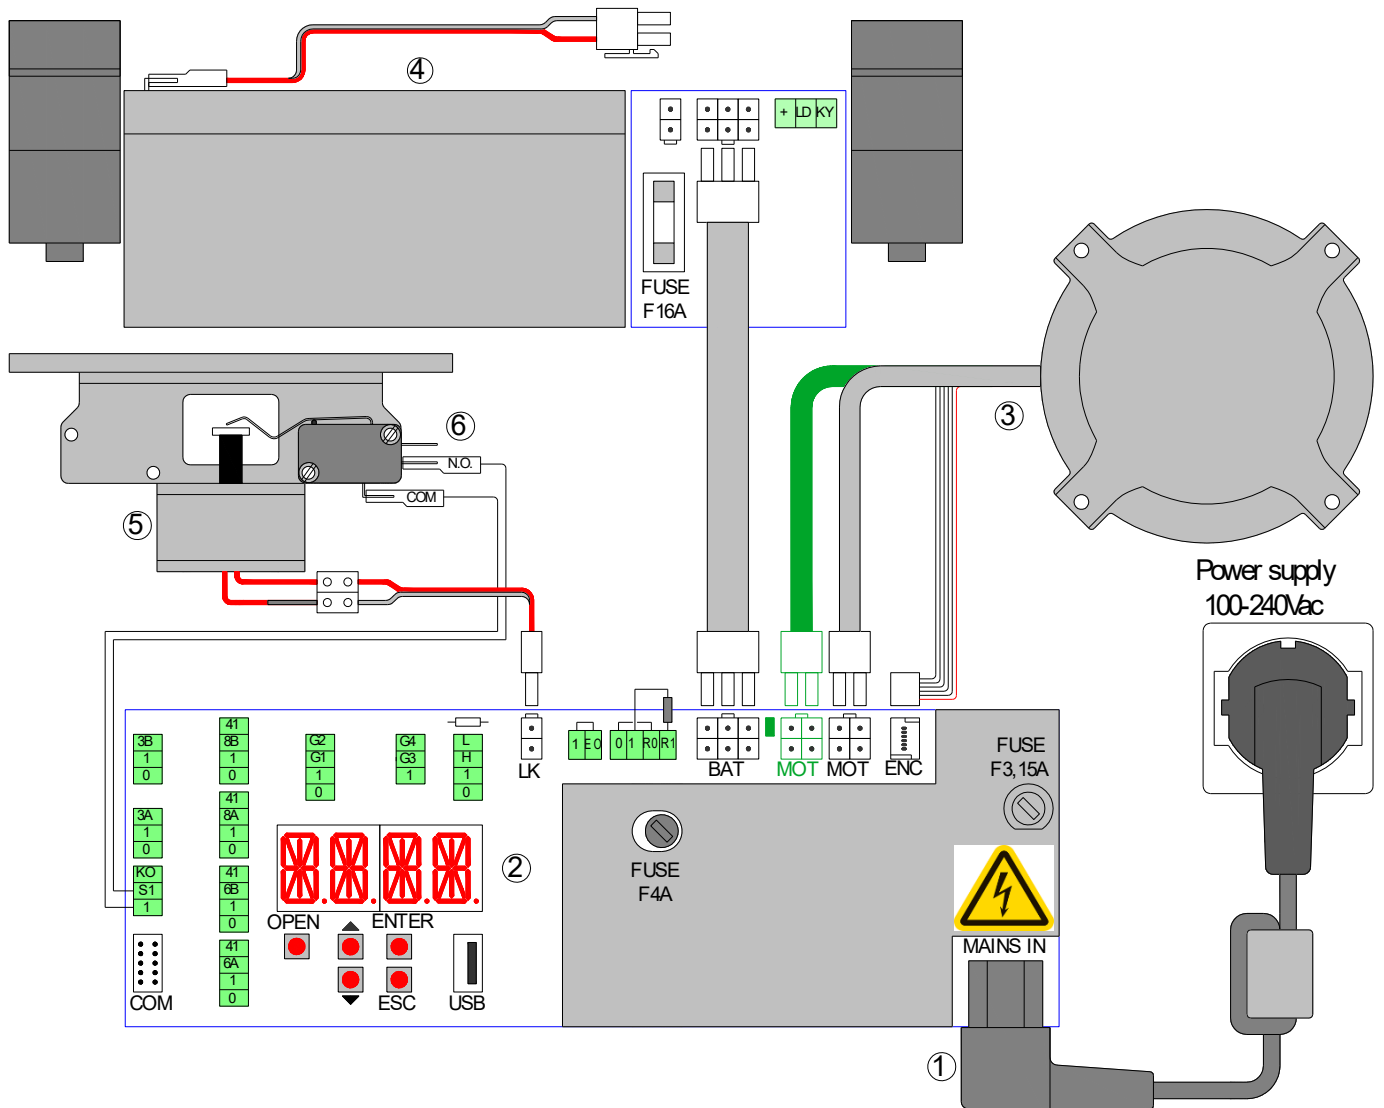 ④
+ LD KY
FUSE
F16A
③
⑥
N.O.
COM
⑤
Power supply
100-240Vac
3B
1
0
41
8B
1
0
G2
G1
1
0
G4
G3
1
L
H
1
0
LK
1 E0
0 1 R0 R1
BAT
MOT
MOT
ENC
FUSE
F3,15A
3A
1
0
41
8A
1
0
②
FUSE
F4A
KO
S1
1
41
6B
1
0
OPEN
ENTER
MAINS IN
41
6A
1
0
COM
ESC
USB
①